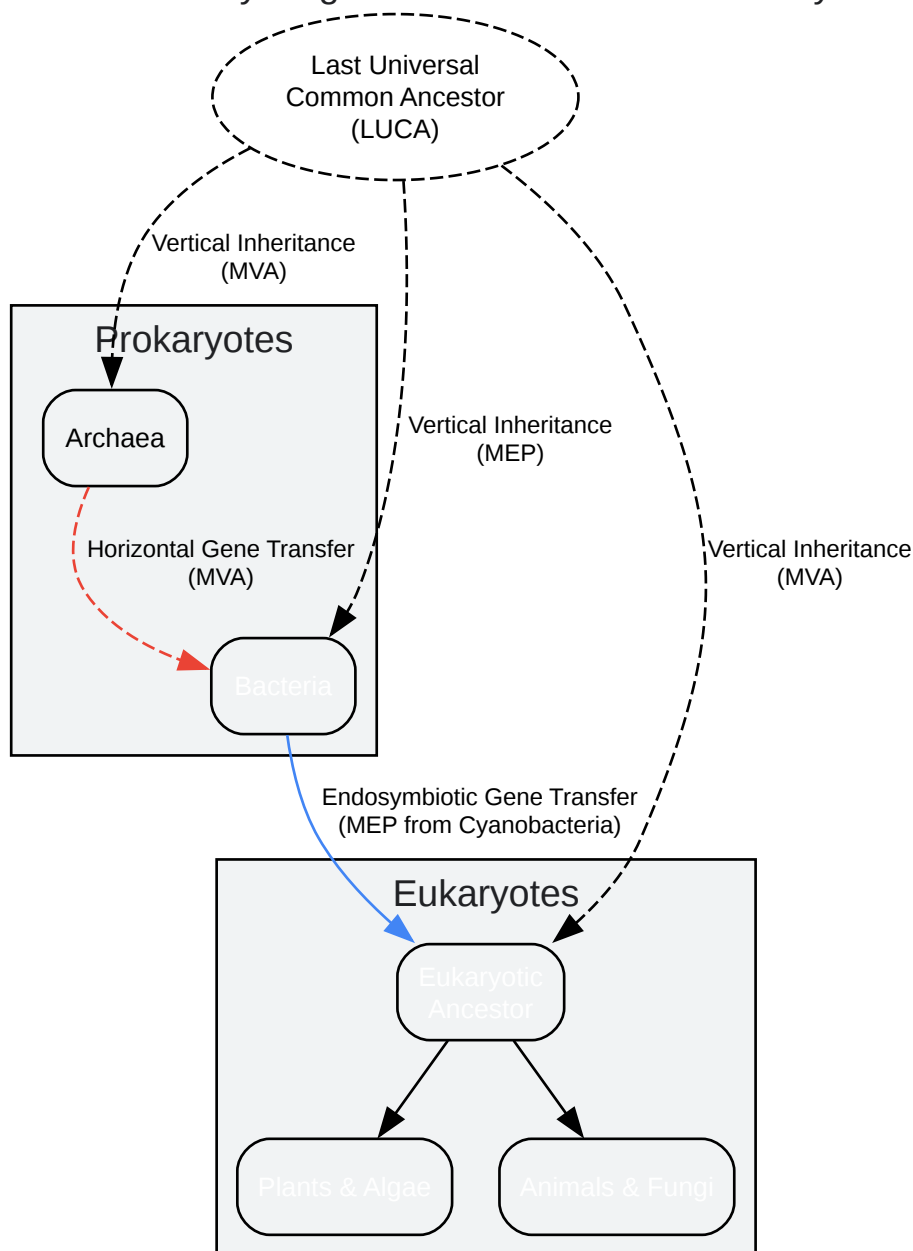 Last Universal
Common Ancestor
(LUCA)
Vertical Inheritance
(MVA)
Prokaryotes
Archaea
Vertical Inheritance
(MEP)
Horizontal Gene Transfer
(MVA)
Vertical Inheritance
(MVA)
Bacteria
Endosymbiotic Gene Transfer
(MEP from Cyanobacteria)
Eukaryotes
Eukaryotic
Ancestor
Plants & Algae
Animals & Fungi